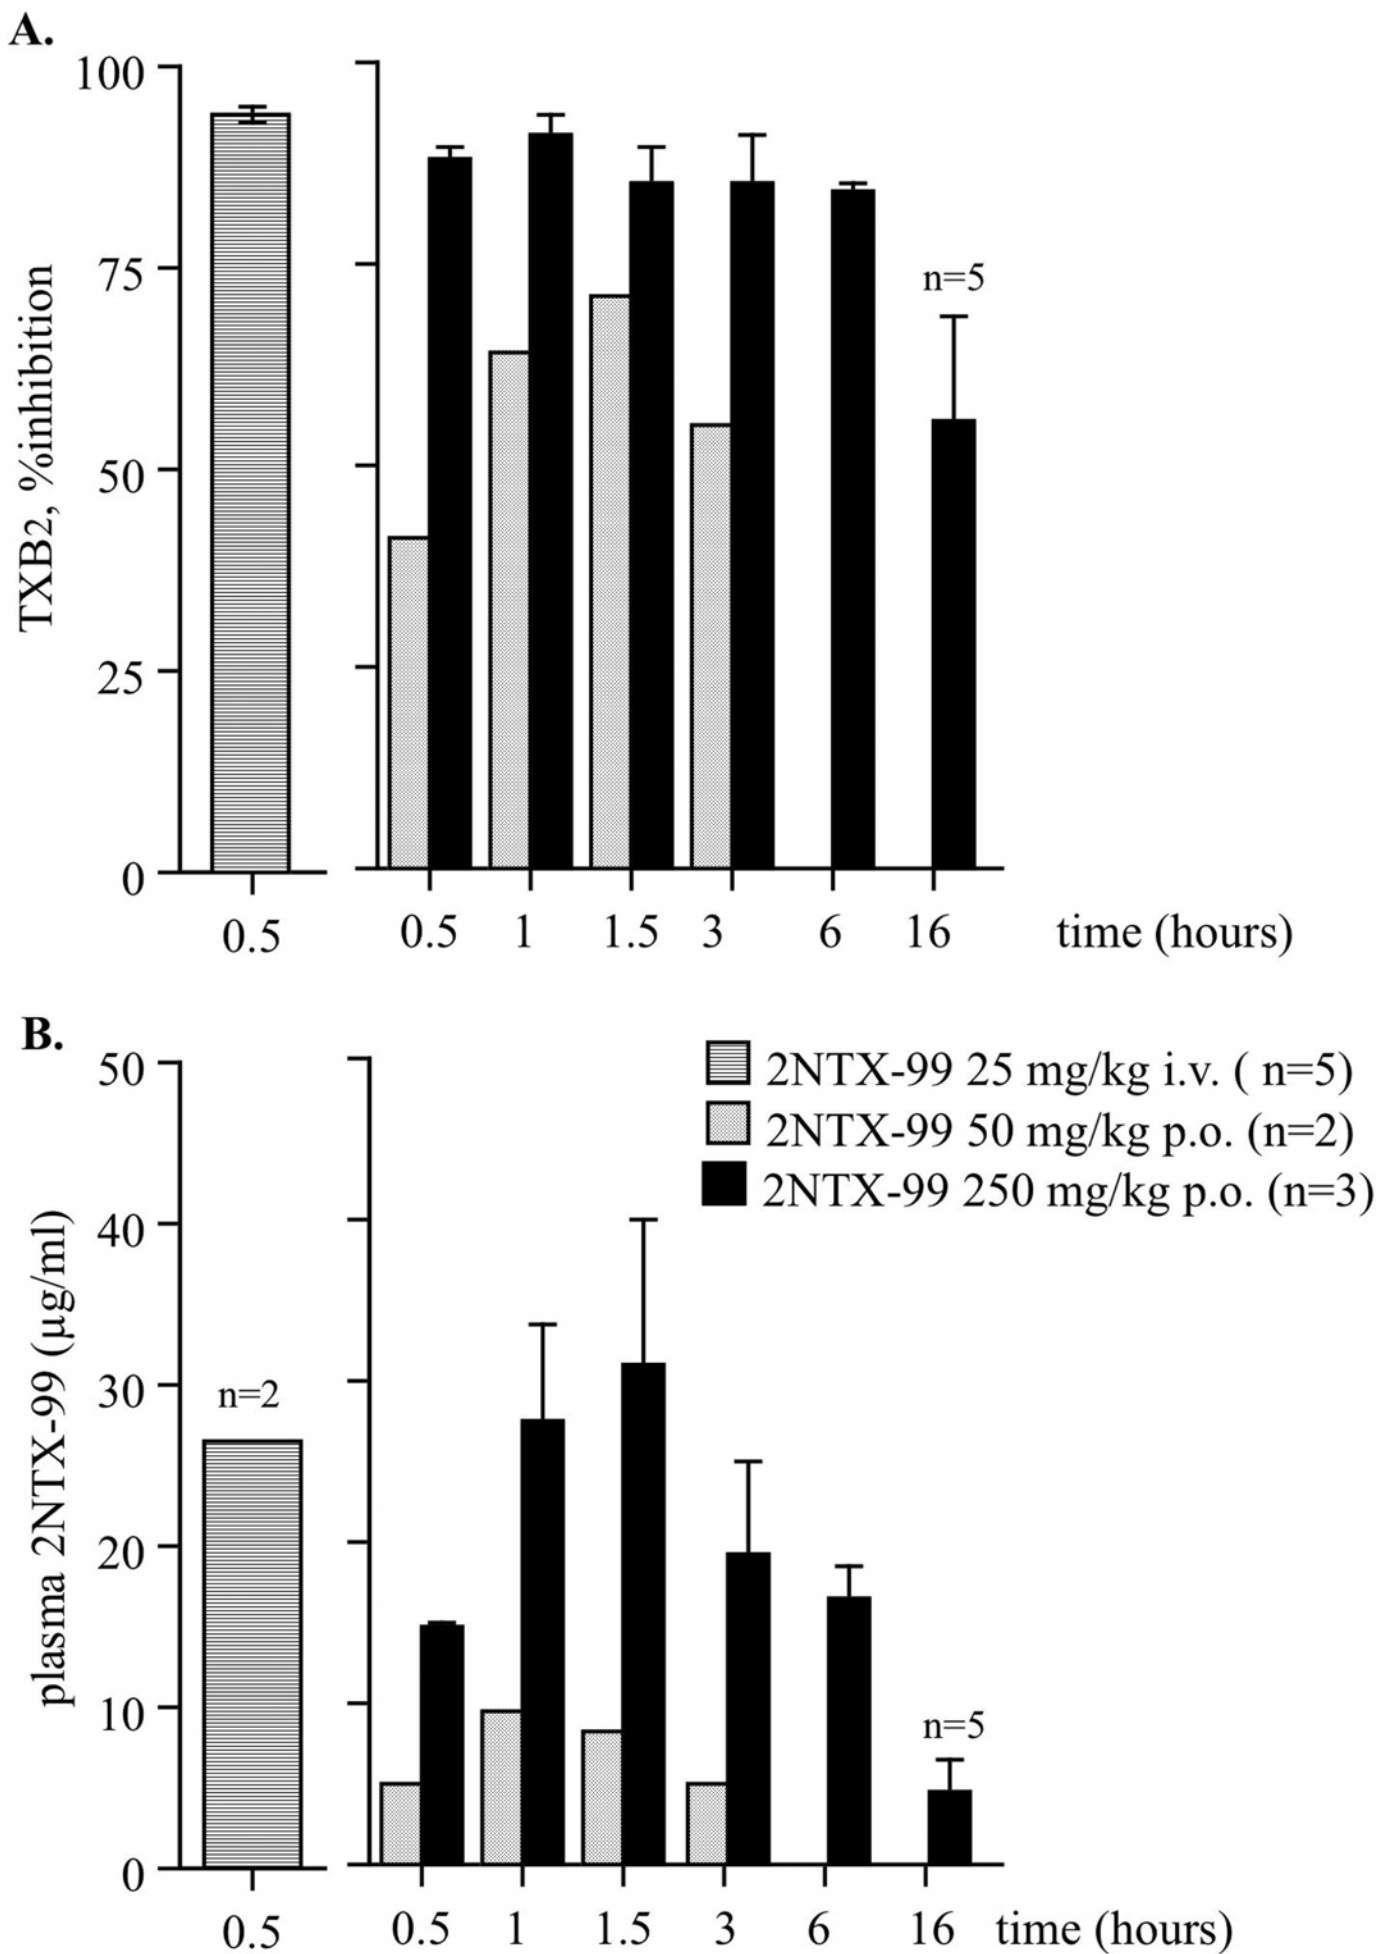 A.
100
75
50
25
0
TXB2, %inhibition
n=5
0.5
0.5 1 1.5 3 6 16 time (hours)
B.
50
40
30
20
10
0
plasma 2NTX-99 (µg/ml)
2NTX-99 25 mg/kg i.v. ( n=5)
2NTX-99 50 mg/kg p.o. (n=2)
2NTX-99 250 mg/kg p.o. (n=3)
n=2
n=5
0.5
0.5 1 1.5 3 6 16 time (hours)